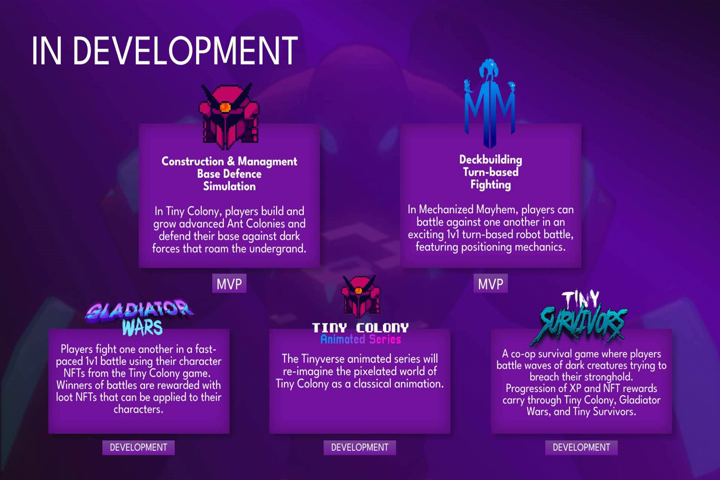 IN DEVELOPMENT
Construction & Managment
Base Defence
Simulation
In Tiny Colony, players build and
grow advanced Ant Colonies and
defend their base against dark
forces that roam the undergrand.
MVP
MM
Deckbuilding
Turn-based
Fighting
In Mechanized Mayhem, players can
battle against one another in an
exciting 1v1 turn-based robot battle,
featuring positioning mechanics.
MVP
GLADIATOR
WARS
Players fight one another in a fast-
paced 1v1 battle using their character
NFTs from the Tiny Colony game.
Winners of battles are rewarded with
loot NFTs that can be applied to their
characters.
DEVELOPMENT
TINY COLONY
Animated Series
The Tinyverse animated series will
re-imagine the pixelated world of
Tiny Colony as a classical animation.
DEVELOPMENT
TINY
SURVIVORS
A co-op survival game where players
battle waves of dark creatures trying to
breach their stronghold.
Progression of XP and NFT rewards
carry through Tiny Colony, Gladiator
Wars, and Tiny Survivors.
DEVELOPMENT